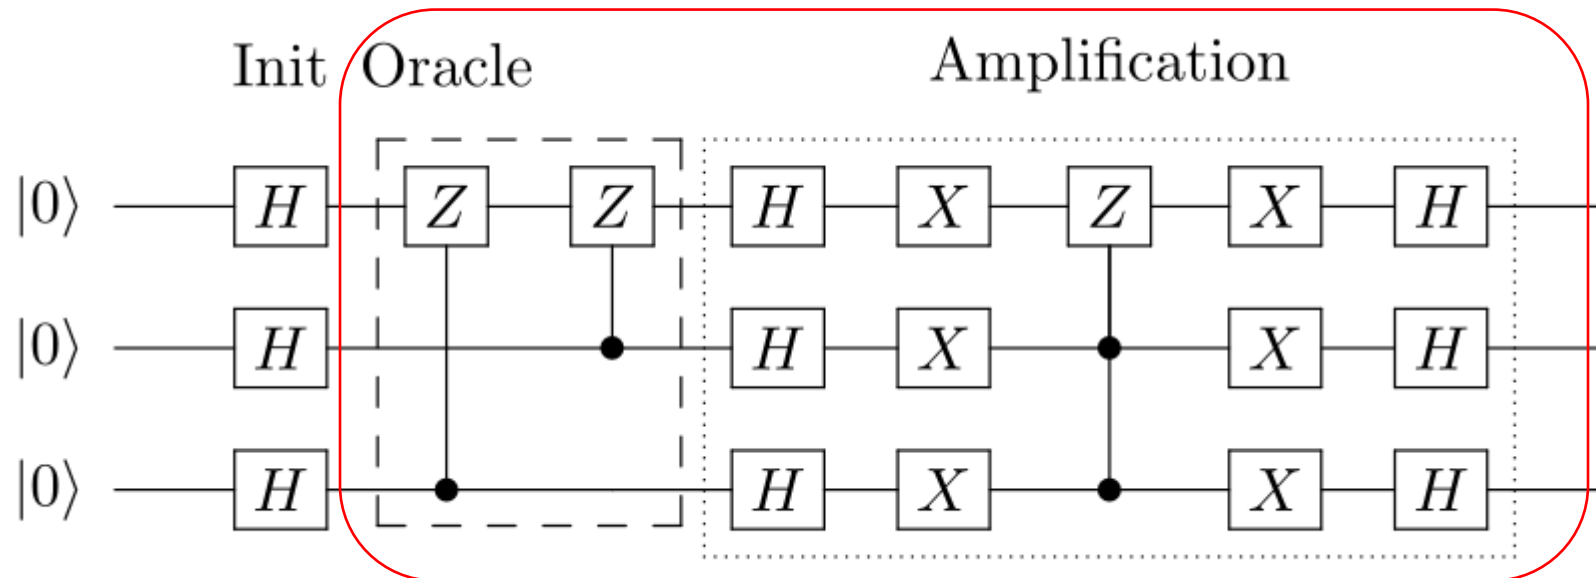 Init Oracle Amplification
|0⟩ H Z Z H X Z X H
|0⟩ H H X X H
|0⟩ H H X X H